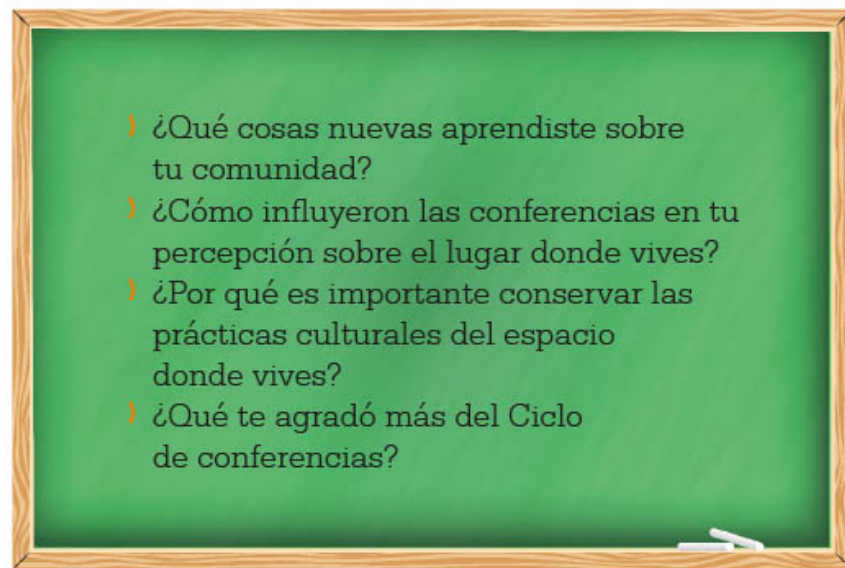 ¿Qué cosas nuevas aprendiste sobre
tu comunidad?
¿Cómo influyeron las conferencias en tu
percepción sobre el lugar donde vives?
¿Por qué es importante conservar las
prácticas culturales del espacio
donde vives?
¿Qué te agradó más del Ciclo
de conferencias?